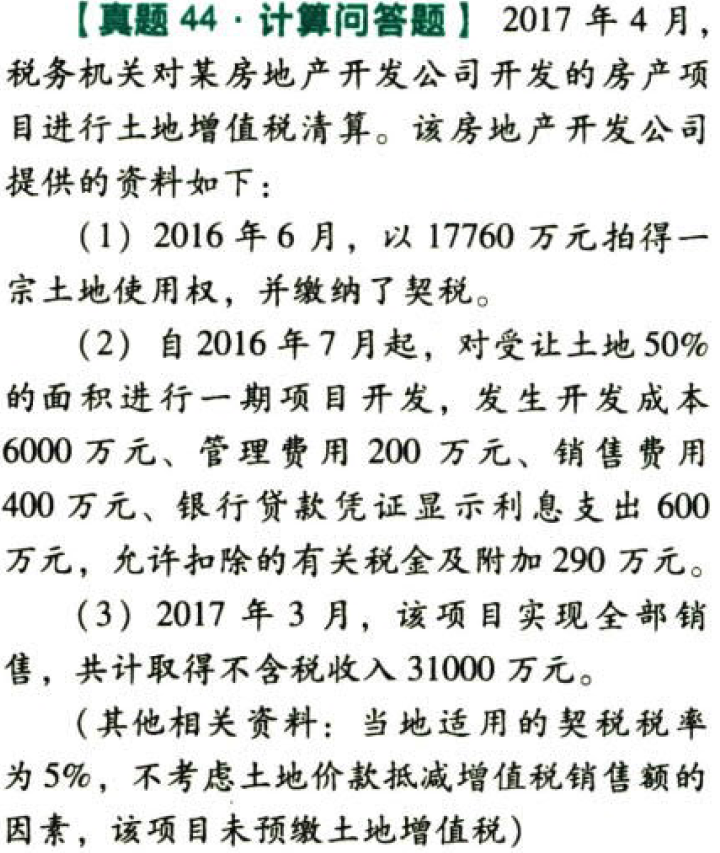 【真题 44·计算问答题】 2017 年 4 月，
税务机关对某房地产开发公司开发的房产项
目进行土地增值税清算。该房地产开发公司
提供的资料如下：
（1）2016 年 6 月，以 17760 万元拍得一
宗土地使用权，并缴纳了契税。
（2）自 2016 年 7 月起，对受让土地 50%
的面积进行一期项目开发，发生开发成本
6000 万元、管理费用 200 万元、销售费用
400 万元、银行贷款凭证显示利息支出 600
万元，允许扣除的有关税金及附加 290 万元。
（3）2017 年 3 月，该项目实现全部销
售，共计取得不含税收入 31000 万元。
（其他相关资料：当地适用的契税税率
为 5%，不考虑土地价款抵减增值税销售额的
因素，该项目未预缴土地增值税）